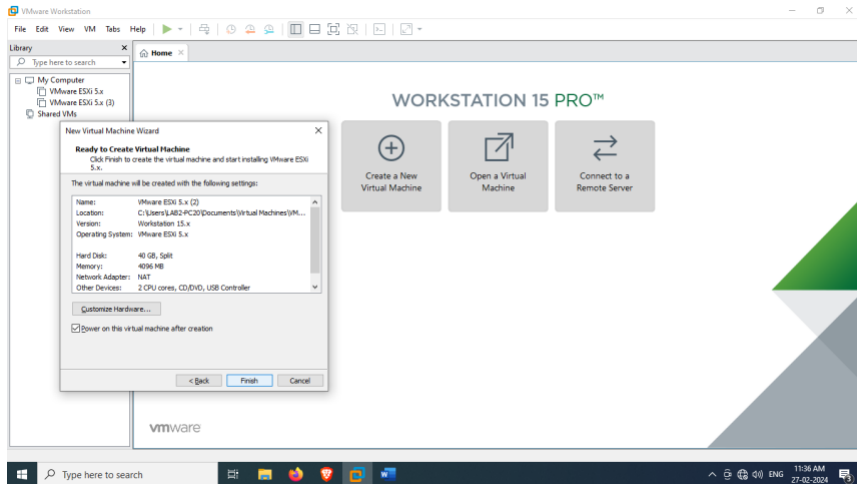 VMware Workstation
File Edit View VM Tabs Help
Library
Type here to search
My Computer
VMware ESXi 5.x
VMware ESXi 5.x (3)
Shared VMs
Home
WORKSTATION 15 PRO™
Create a New
Virtual Machine
Open a Virtual
Machine
Connect to a
Remote Server
New Virtual Machine Wizard
Ready to Create Virtual Machine
Click Finish to create the virtual machine and start installing VMware ESXi
5.x.
The virtual machine will be created with the following settings:
Name: VMware ESXi 5.x (2)
Location: C:\Users\LAB2-PC20\Documents\Virtual Machines\VM...
Version: Workstation 15.x
Operating System: VMware ESXi 5.x
Hard Disk: 40 GB, Split
Memory: 4096 MB
Network Adapter: NAT
Other Devices: 2 CPU cores, CD/DVD, USB Controller
Customize Hardware...
Power on this virtual machine after creation
< Back Finish Cancel
vmware
Type here to search
ENG
11:36 AM
27-02-2024
3